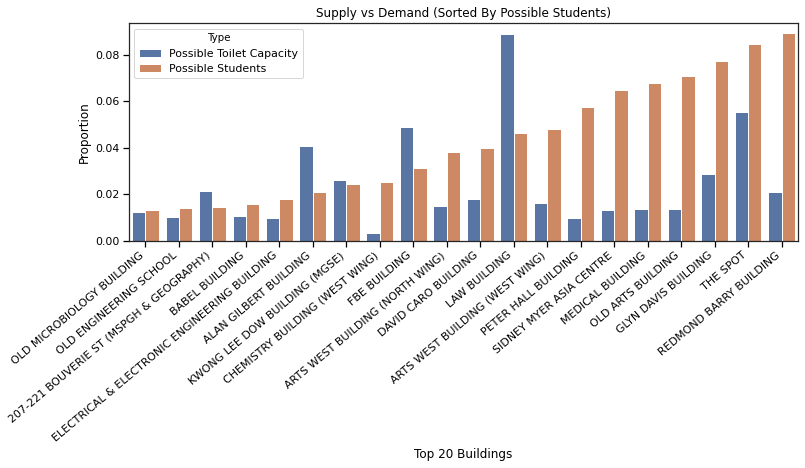 Supply vs Demand (Sorted By Possible Students)
Type
Possible Toilet Capacity
Possible Students
Proportion
0.08
0.06
0.04
0.02
0.00
OLD MICROBIOLOGY BUILDING
OLD ENGINEERING SCHOOL
207-221 BOUVERIE ST (MSPGH & GEOGRAPHY)
BABEL BUILDING
ELECTRICAL & ELECTRONIC ENGINEERING BUILDING
ALAN GILBERT BUILDING
KWONG LEE DOW BUILDING (MGSE)
CHEMISTRY BUILDING (WEST WING)
FBE BUILDING
ARTS WEST BUILDING (NORTH WING)
DAVID CARO BUILDING
LAW BUILDING
ARTS WEST BUILDING (WEST WING)
PETER HALL BUILDING
SIDNEY MYER ASIA CENTRE
MEDICAL BUILDING
OLD ARTS BUILDING
GLYN DAVIS BUILDING
THE SPOT
REDMOND BARRY BUILDING
Top 20 Buildings